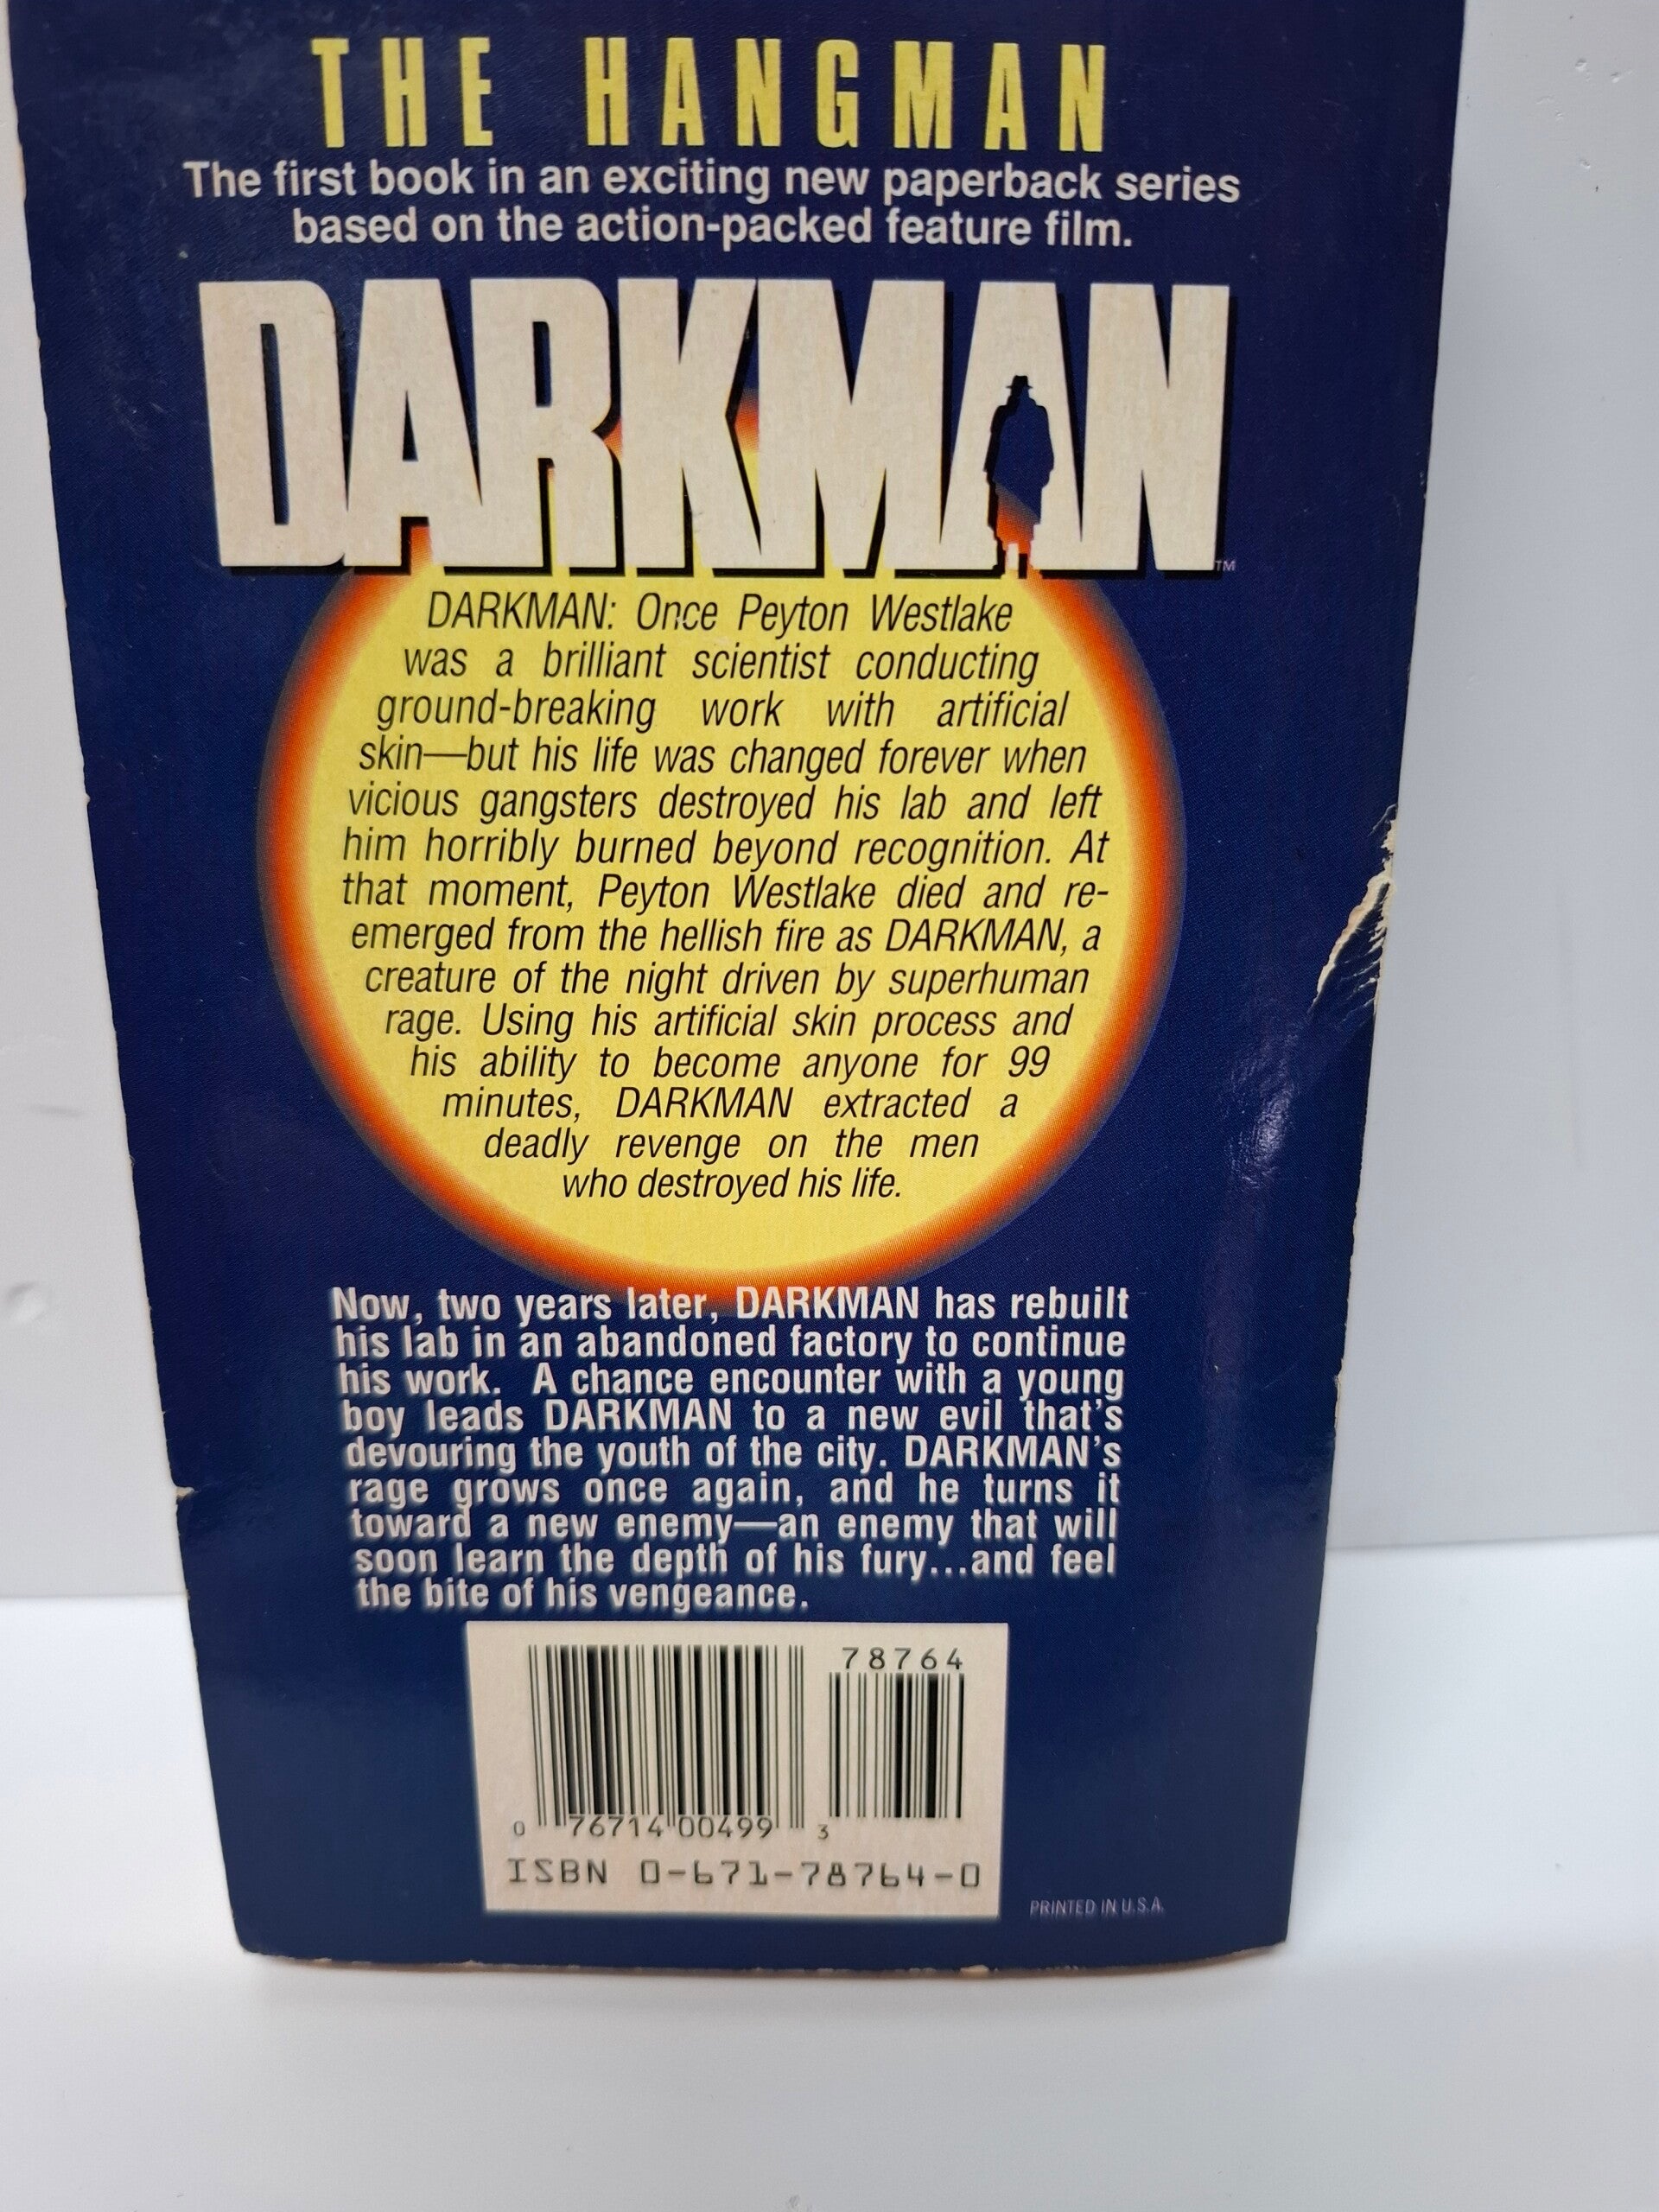 THE HANGMAN
The first book in an exciting new paperback series
based on the action-packed feature film.
DARKMAN™
DARKMAN: Once Peyton Westlake
was a brilliant scientist conducting
ground-breaking work with artificial
skin—but his life was changed forever when
vicious gangsters destroyed his lab and left
him horribly burned beyond recognition. At
that moment, Peyton Westlake died and re-
emerged from the hellish fire as DARKMAN, a
creature of the night driven by superhuman
rage. Using his artificial skin process and
his ability to become anyone for 99
minutes, DARKMAN extracted a
deadly revenge on the men
who destroyed his life.
Now, two years later, DARKMAN has rebuilt
his lab in an abandoned factory to continue
his work. A chance encounter with a young
boy leads DARKMAN to a new evil that's
devouring the youth of the city. DARKMAN's
rage grows once again, and he turns it
toward a new enemy—an enemy that will
soon learn the depth of his fury...and feel
the bite of his vengeance.
78764
0 76714 00499 3
ISBN 0-671-78764-0
PRINTED IN U.S.A.